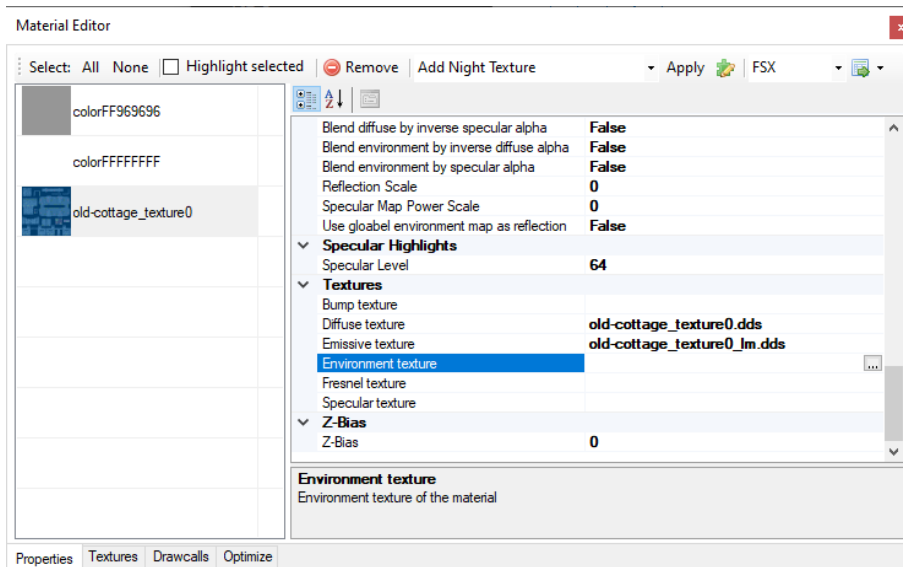 Material Editor
x
Select: All None Highlight selected Remove Add Night Texture Apply FSX
colorFF969696
colorFFFFFFFF
old-cottage_texture0
A
Z
Blend diffuse by inverse specular alpha False
Blend environment by inverse diffuse alpha False
Blend environment by specular alpha False
Reflection Scale 0
Specular Map Power Scale 0
Use gloabel environment map as reflection False
Specular Highlights
Specular Level 64
Textures
Bump texture
Diffuse texture old-cottage_texture0.dds
Emissive texture old-cottage_texture0_lm.dds
Environment texture ...
Fresnel texture
Specular texture
Z-Bias
Z-Bias 0
Environment texture
Environment texture of the material
Properties Textures Drawcalls Optimize